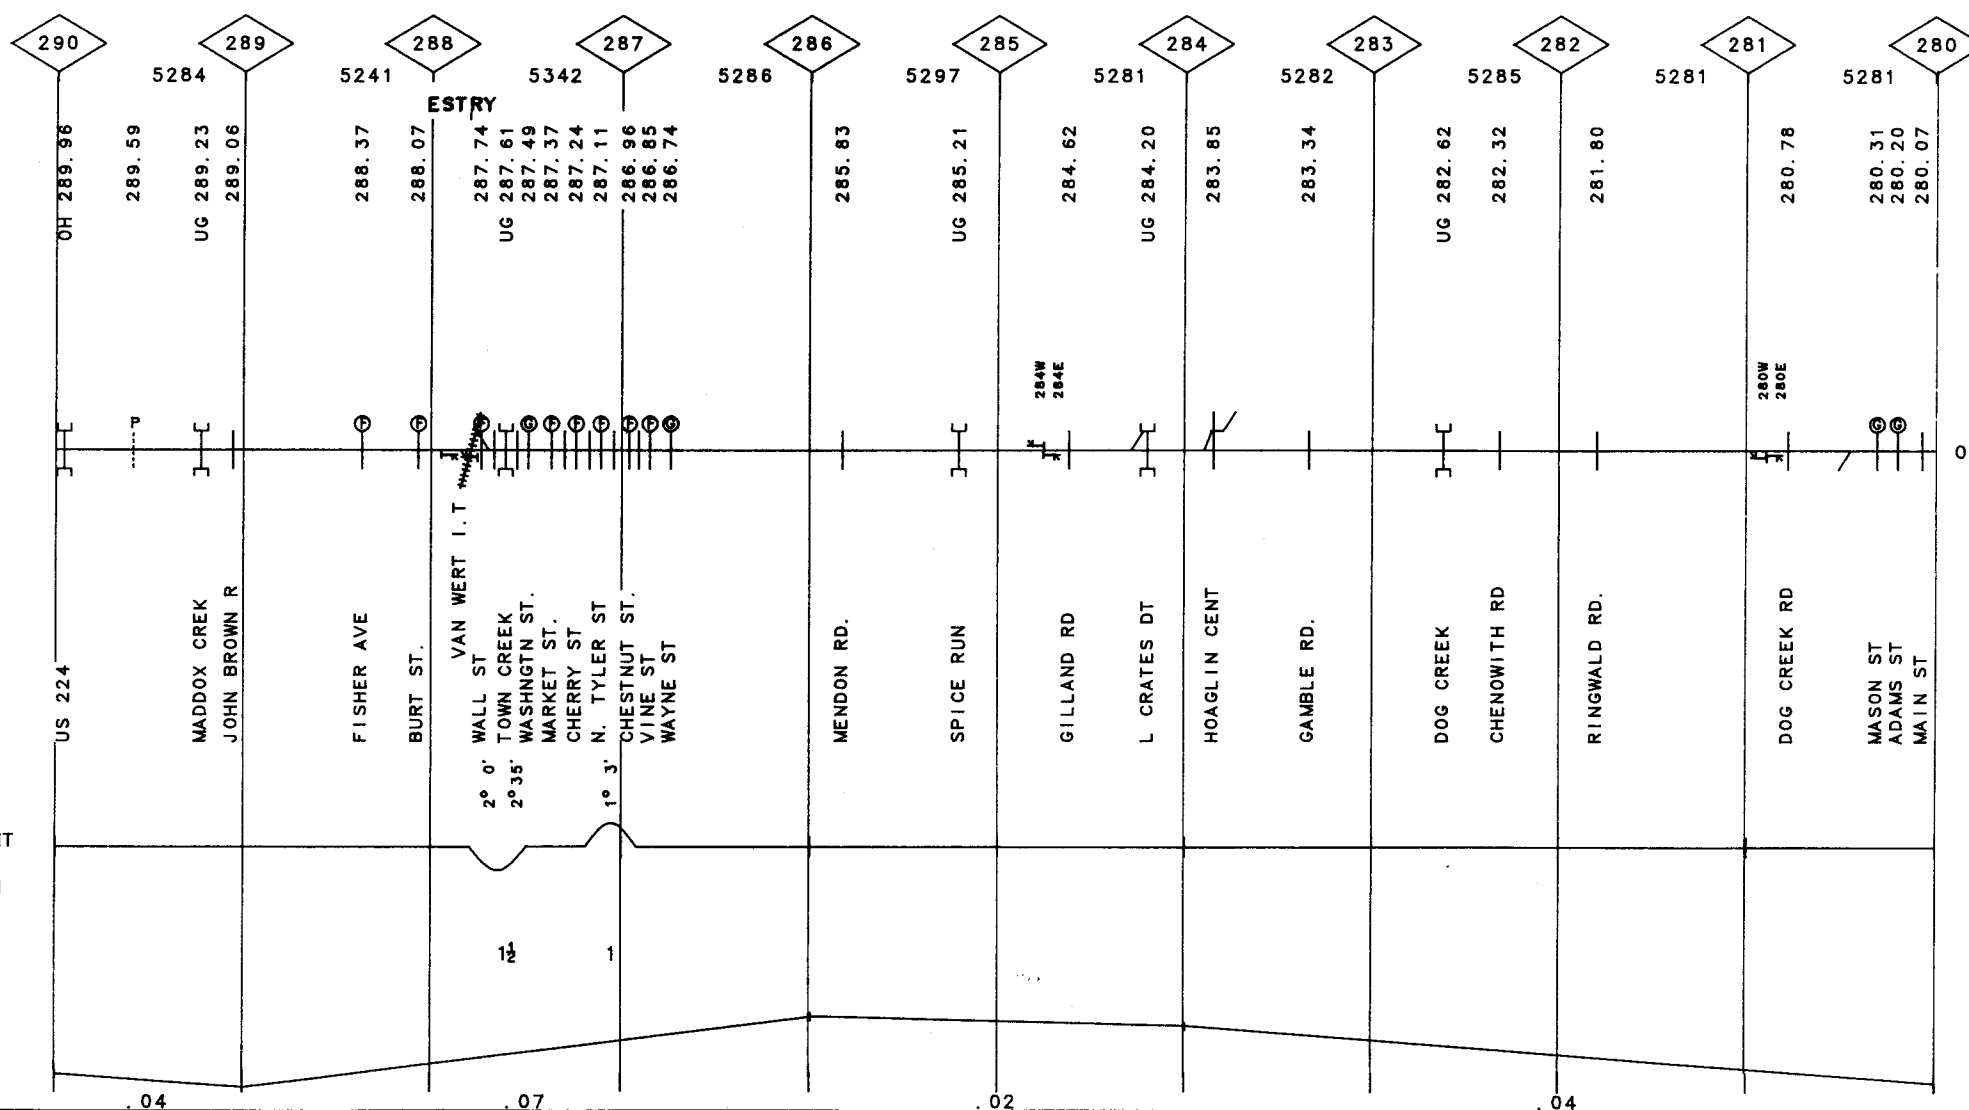 290 289 288 287 286 285 284 283 282 281 280
5284 5241 5342 5286 5297 5281 5282 5285 5281 5281
ESTRY
OH 289.96
289.59
UG 289.23
289.06
288.37
288.07
287.74
UG 287.61
287.49
287.37
287.24
287.11
286.96
286.85
286.74
285.83
UG 285.21
284.62
UG 284.20
283.85
283.34
UG 282.62
282.32
281.80
280.78
280.31
280.20
280.07
284W
284E
280W
280E
P F F F G F F F F F G G G
0
VAN WERT I.T
US 224
MADDOX CREK
JOHN BROWN R
FISHER AVE
BURT ST.
WALL ST
TOWN CREEK
WASHNGTN ST.
MARKET ST.
CHERRY ST
N. TYLER ST
CHESTNUT ST.
VINE ST
WAYNE ST
MENDON RD.
SPICE RUN
GILLAND RD
L CRATES DT
HOAGLIN CENT
GAMBLE RD.
DOG CREEK
CHENOWITH RD
RINGWALD RD.
DOG CREEK RD
MASON ST
ADAMS ST
MAIN ST
2° 0'
2°35'
1° 3'
1½ 1
.04 .07 .02 .04